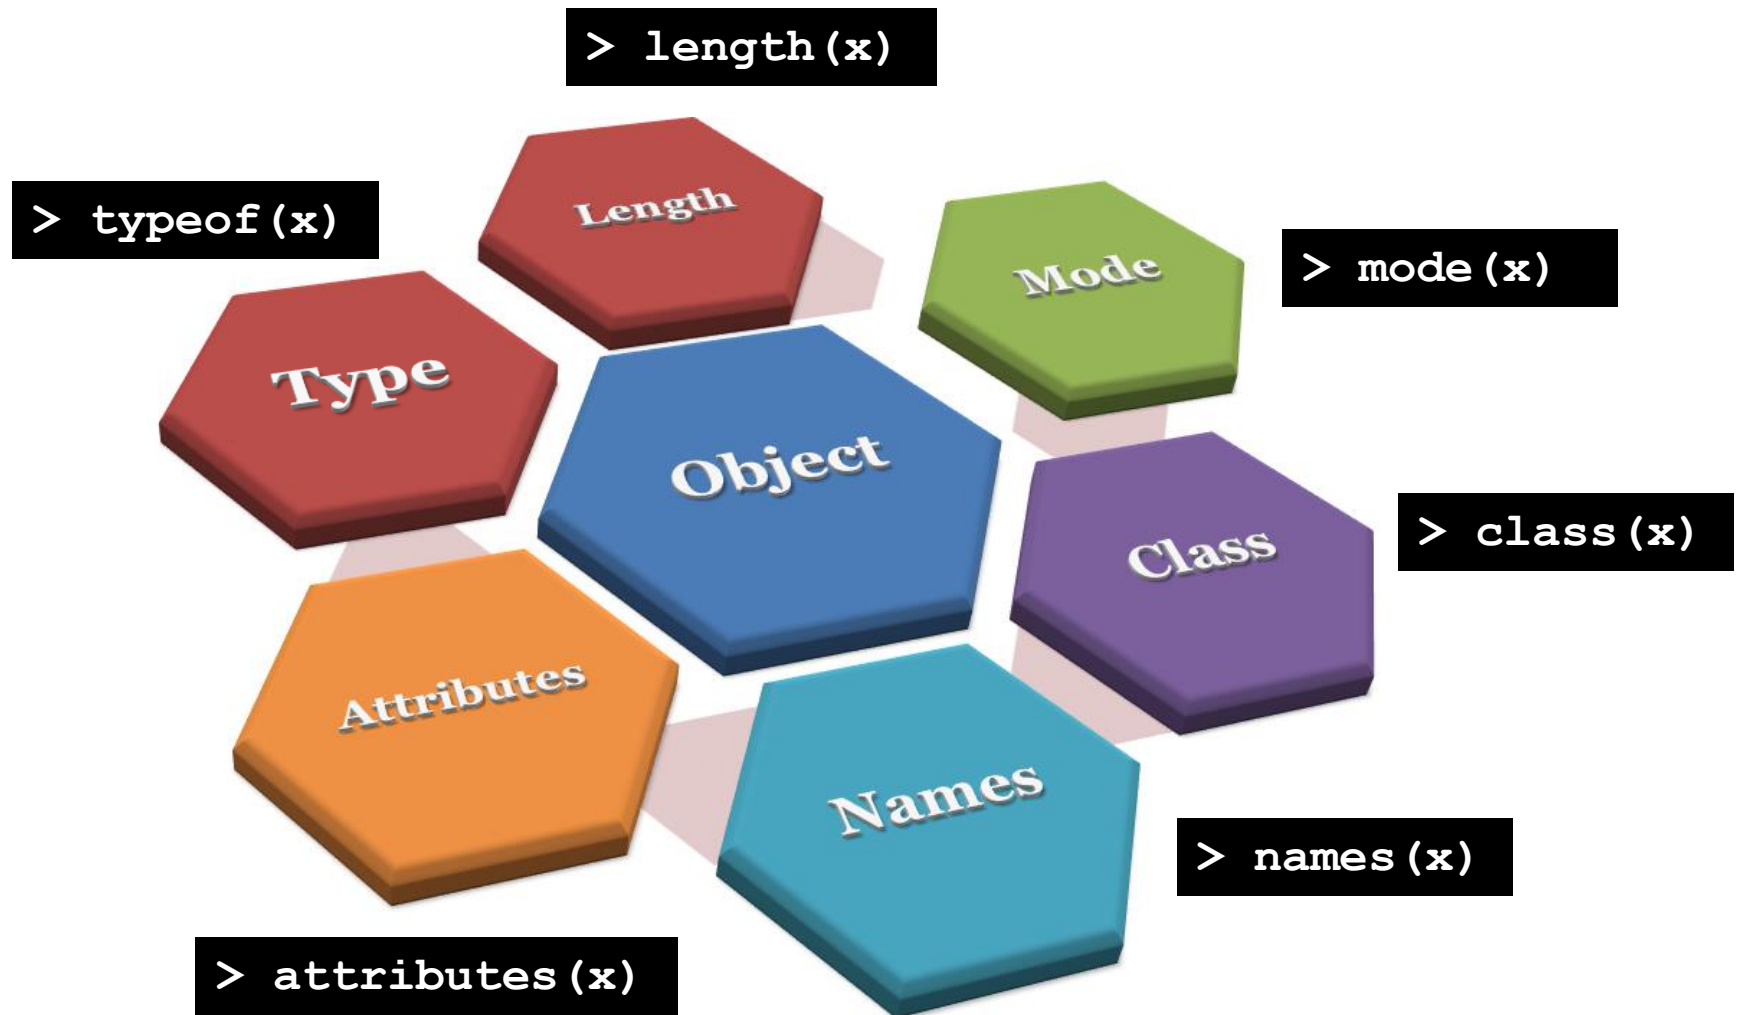 > length(x)
Length
> typeof(x)
Mode
> mode(x)
Type
Object
> class(x)
Class
Attributes
Names
> names(x)
> attributes(x)